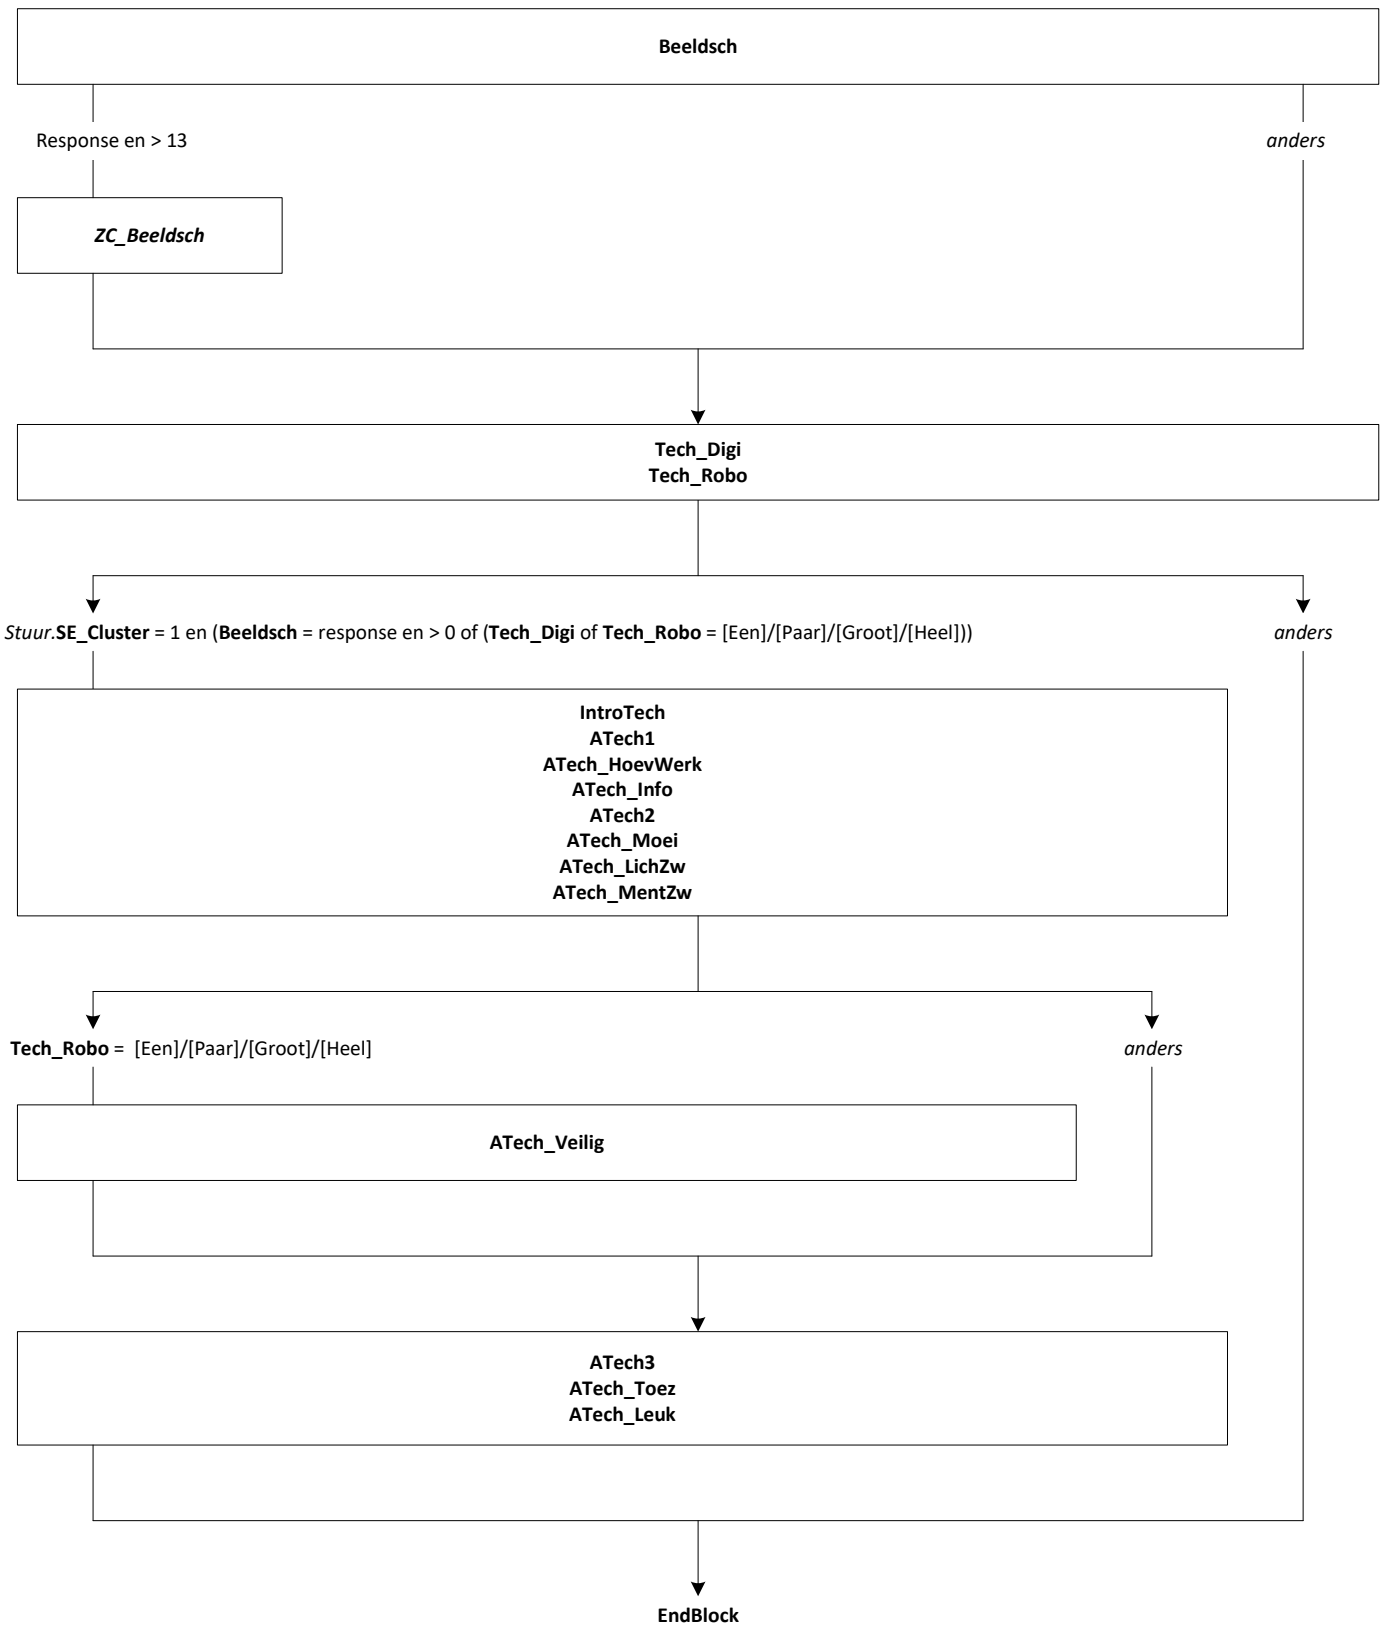 Beeldsch
Response en > 13
anders
ZC_Beeldsch
Tech_Digi
Tech_Robo
Stuur.SE_Cluster = 1 en (Beeldsch = response en > 0 of (Tech_Digi of Tech_Robo = [Een]/[Paar]/[Groot]/[Heel]))
anders
IntroTech
ATech1
ATech_HoevWerk
ATech_Info
ATech2
ATech_Moei
ATech_LichZw
ATech_MentZw
Tech_Robo = [Een]/[Paar]/[Groot]/[Heel]
anders
ATech_Veilig
ATech3
ATech_Toez
ATech_Leuk
EndBlock